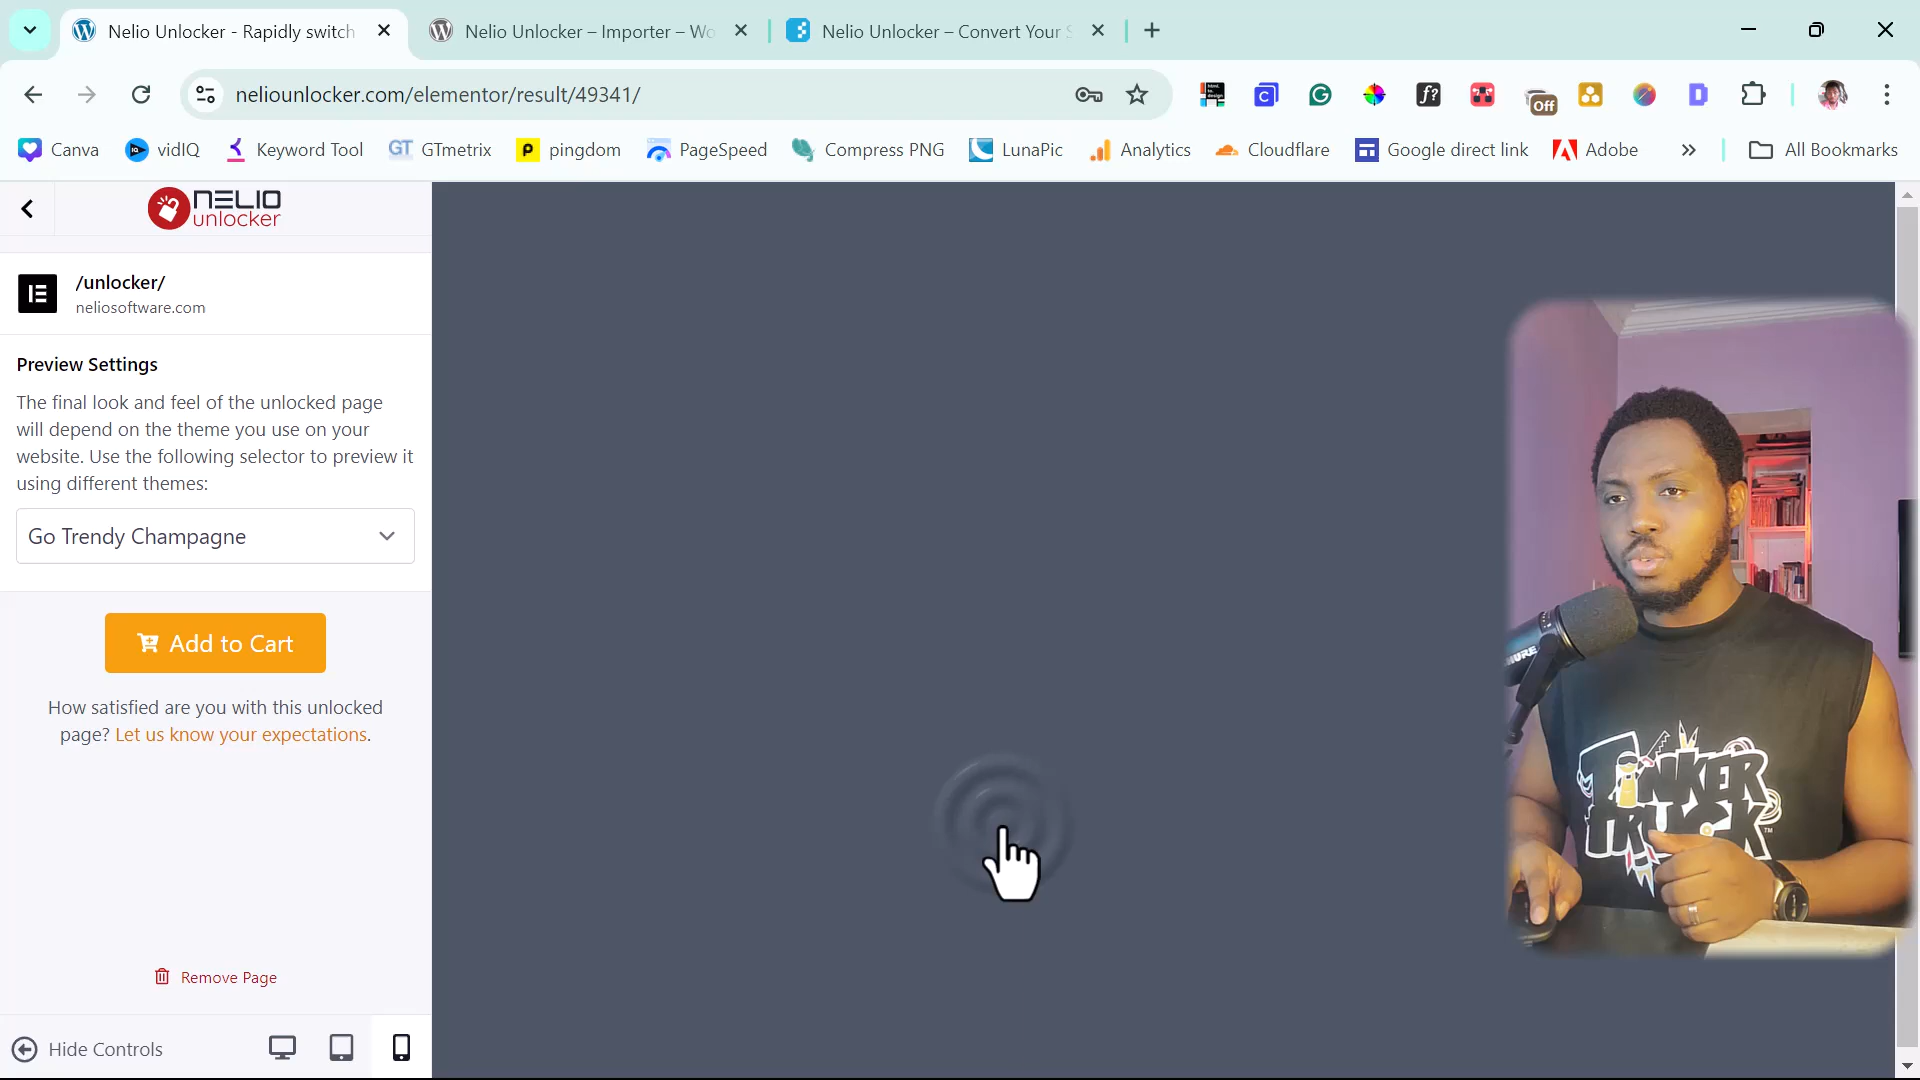 Nelio Unlocker - Rapidly switch
Nelio Unlocker – Importer – Wo
Nelio Unlocker – Convert Your S
neliounlocker.com/elementor/result/49341/
Off
Canva
vidIQ
Keyword Tool
GT
GTmetrix
pingdom
PageSpeed
Compress PNG
LunaPic
Analytics
Cloudflare
Google direct link
Adobe
All Bookmarks
NELIO
unlocker
/unlocker/
neliosoftware.com
Preview Settings
The final look and feel of the unlocked page
will depend on the theme you use on your
website. Use the following selector to preview it
using different themes:
Go Trendy Champagne
Add to Cart
How satisfied are you with this unlocked
page? Let us know your expectations.
Remove Page
Hide Controls
SHURE